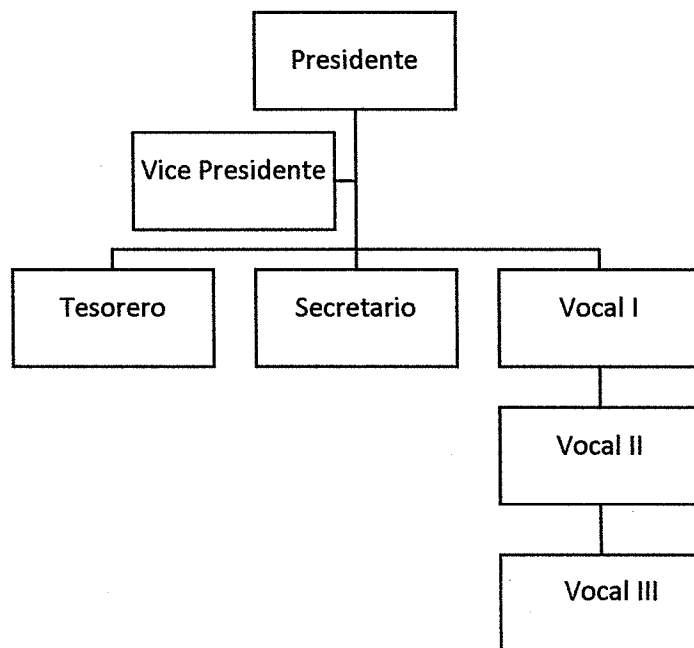 Presidente
Vice Presidente
Tesorero
Secretario
Vocal I
Vocal II
Vocal III